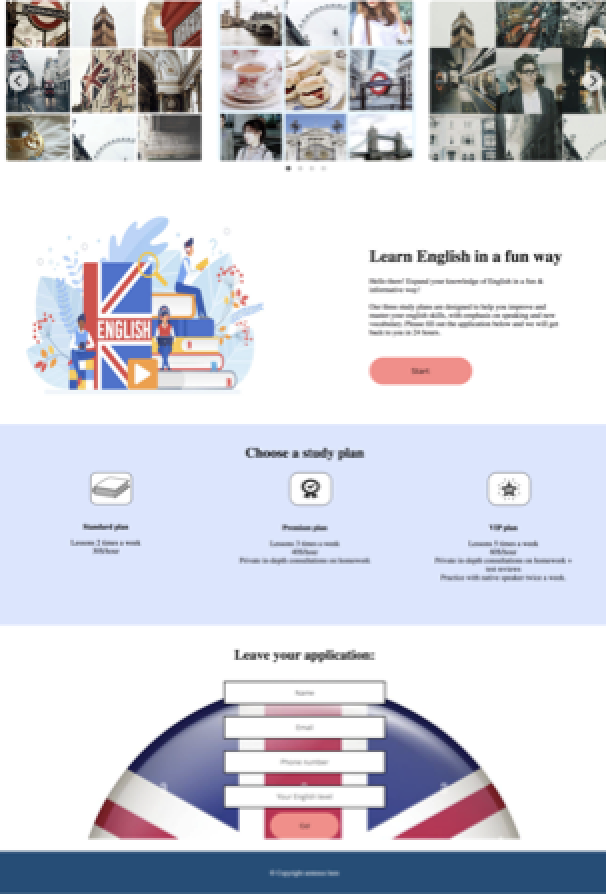 ENGLISH
Learn English in a fun way
Hello there! Expand your knowledge of English in a fun &
informative way!
Our three study plans are designed to help you improve and
master your english skills, with emphasis on speaking and new
vocabulary. Please fill out the application below and we will get
back to you in 24 hours.
Start
Choose a study plan
Standard plan
Lessons 2 times a week
30$/hour
Premium plan
Lessons 3 times a week
40$/hour
Private in-depth consultations on homework
VIP plan
Lessons 5 times a week
60$/hour
Private in-depth consultations on homework +
test reviews
Practice with native speaker twice a week.
Leave your application:
Name
Email
Phone number
Your English level
Go!
© Copyright